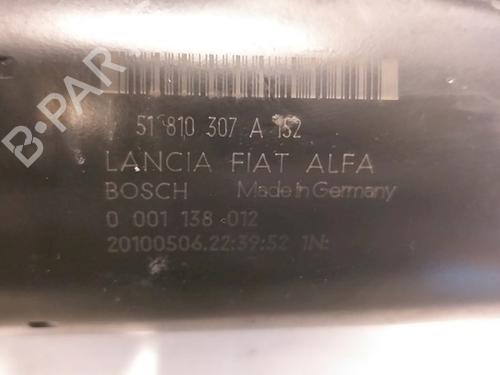 B-PAR
51 810 307 A 152
LANCIA FIAT ALFA
BOSCH Made in Germany
0 001 138 012
20100506.22:39:52 1N: